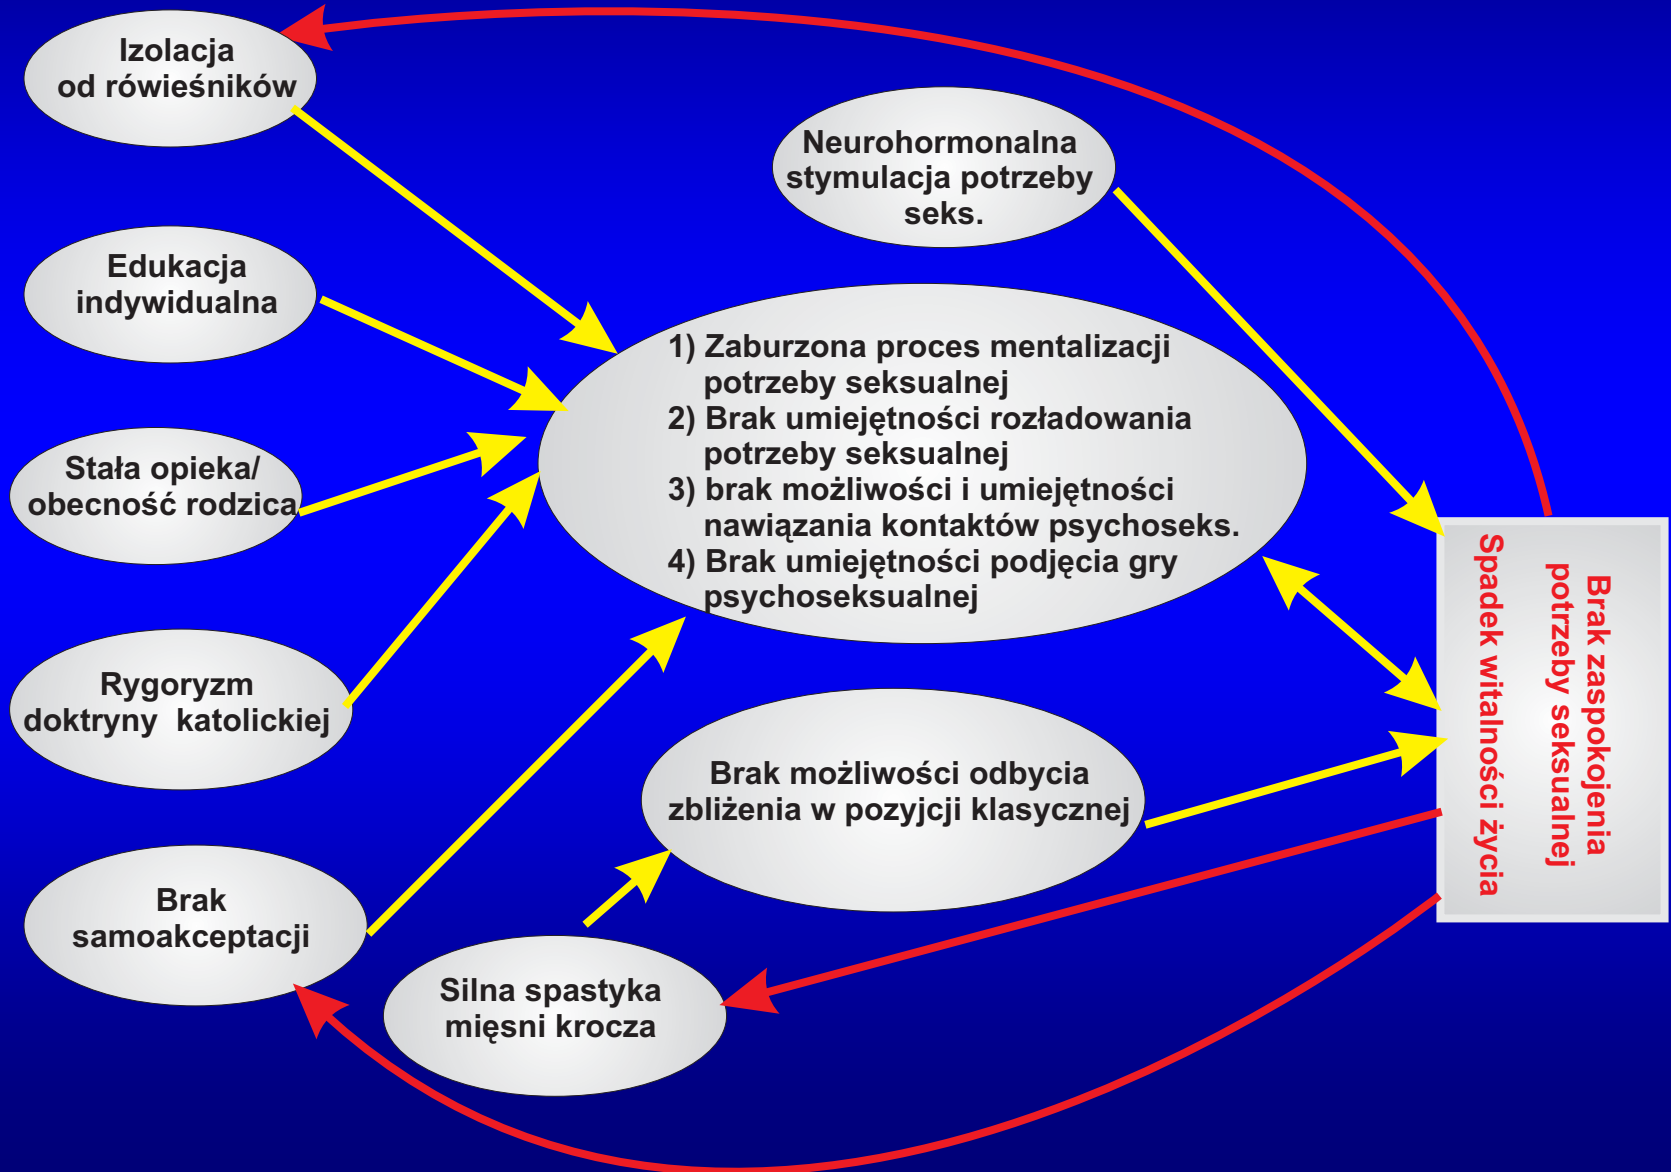 Izolacja
od rówieśników
Neurohormonalna
stymulacja potrzeby
seks.
Edukacja
indywidualna
1) Zaburzona proces mentalizacji
potrzeby seksualnej
2) Brak umiejętności rozładowania
potrzeby seksualnej
3) brak możliwości i umiejętności
nawiązania kontaktów psychoseks.
4) Brak umiejętności podjęcia gry
psychoseksualnej
Stała opieka/
obecność rodzica
Rygoryzm
doktryny katolickiej
Brak możliwości odbycia
zbliżenia w pozyjcji klasycznej
Brak
samoakceptacji
Silna spastyka
mięsni krocza
Brak zaspokojenia
potrzeby seksualnej
Spadek witalności życia